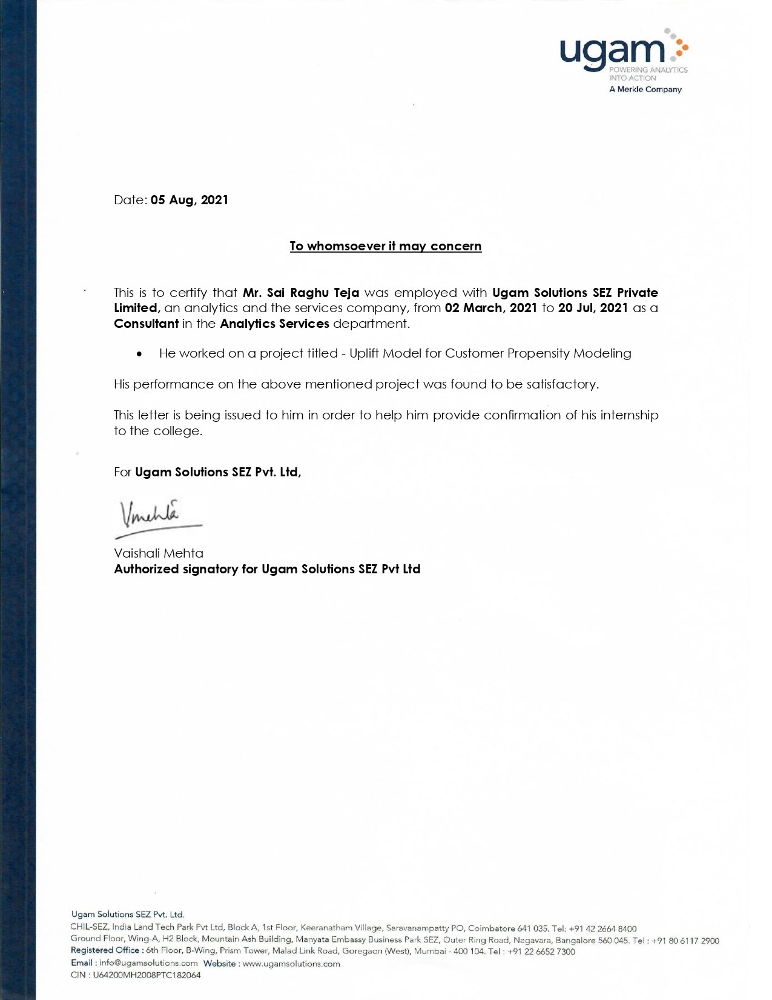 ugam
POWERING ANALYTICS
INTO ACTION
A Merkle Company
Date: 05 Aug, 2021
To whomsoever it may concern
This is to certify that Mr. Sai Raghu Teja was employed with Ugam Solutions SEZ Private
Limited, an analytics and the services company, from 02 March, 2021 to 20 Jul, 2021 as a
Consultant in the Analytics Services department.
• He worked on a project titled - Uplift Model for Customer Propensity Modeling
His performance on the above mentioned project was found to be satisfactory.
This letter is being issued to him in order to help him provide confirmation of his internship
to the college.
For Ugam Solutions SEZ Pvt. Ltd,
Vmehta
Vaishali Mehta
Authorized signatory for Ugam Solutions SEZ Pvt Ltd
Ugam Solutions SEZ Pvt. Ltd.
CHIL-SEZ, India Land Tech Park Pvt Ltd, Block A, 1st Floor, Keeranatham Village, Saravanampatty PO, Coimbatore 641 035. Tel: +91 42 2664 8400
Ground Floor, Wing-A, H2 Block, Mountain Ash Building, Manyata Embassy Business Park SEZ, Outer Ring Road, Nagavara, Bangalore 560 045. Tel : +91 80 6117 2900
Registered Office : 6th Floor, B-Wing, Prism Tower, Malad Link Road, Goregaon (West), Mumbai - 400 104. Tel : +91 22 6652 7300
Email : info@ugamsolutions.com Website : www.ugamsolutions.com
CIN : U64200MH2008PTC182064